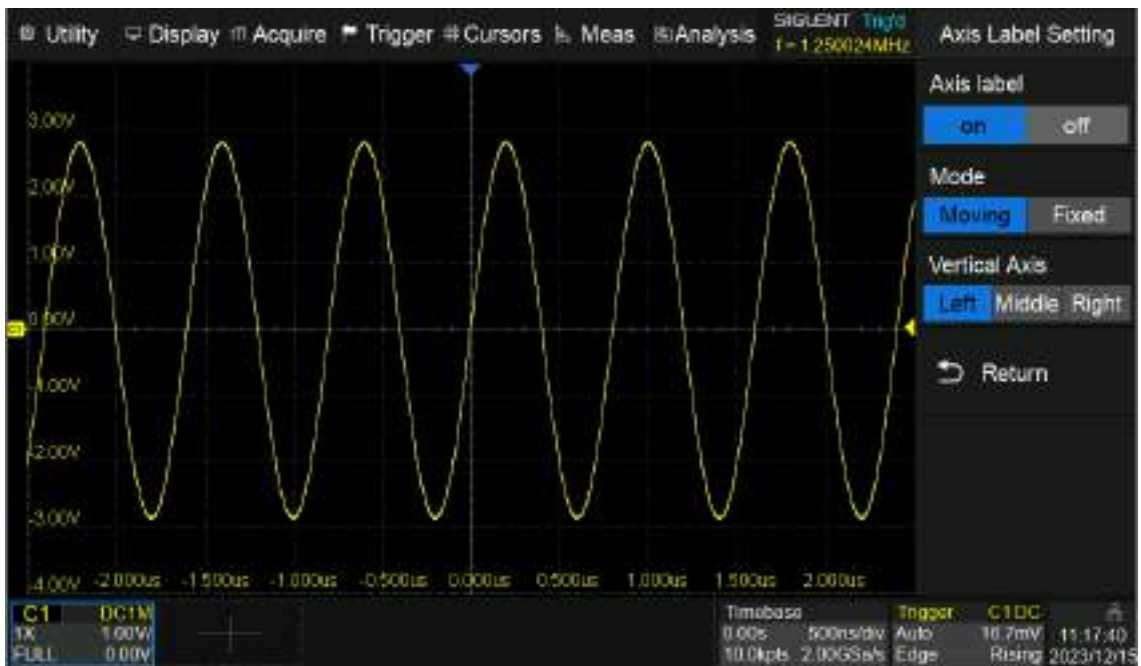 Utility Display Acquire Trigger Cursors Meas Analysis
SIGLENT Trig'd
f = 1.250024MHz
Axis Label Setting
Axis label
on off
Mode
Moving Fixed
Vertical Axis
Left Middle Right
Return
3.00V
2.00V
1.00V
0.00V
-1.00V
-2.00V
-3.00V
-4.00V
-2.000us -1.500us -1.000us -0.500us 0.000us 0.500us 1.000us 1.500us 2.000us
C1 DC1M
1X 1.00V/
FULL 0.00V
Timebase
0.00s 500ns/div
10.0kpts 2.00GSa/s
Trigger C1 DC
Auto 16.7mV
Edge Rising
11:17:40
2023/12/15